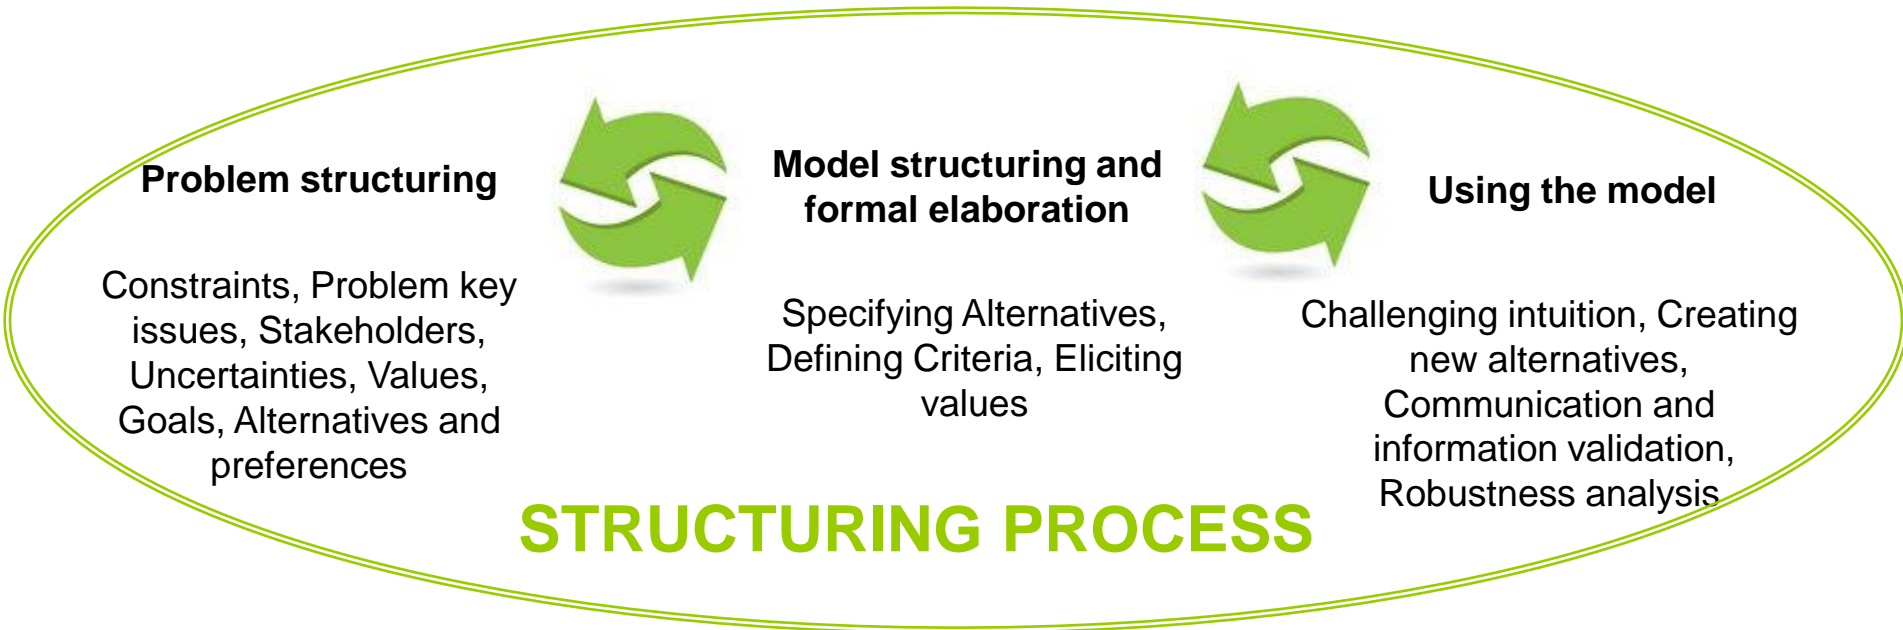 Problem structuring
Constraints, Problem key
issues, Stakeholders,
Uncertainties, Values,
Goals, Alternatives and
preferences
Model structuring and
formal elaboration
Specifying Alternatives,
Defining Criteria, Eliciting
values
Using the model
Challenging intuition, Creating
new alternatives,
Communication and
information validation,
Robustness analysis
STRUCTURING PROCESS